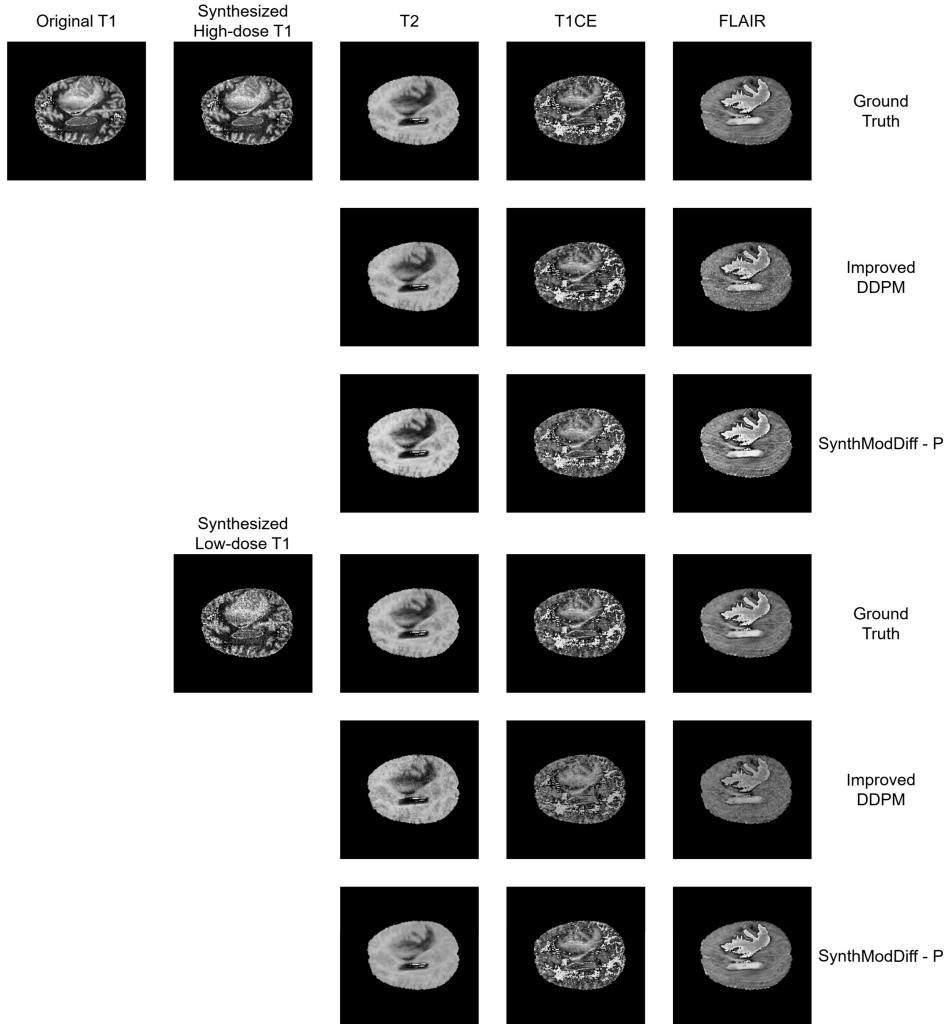 Original T1
Synthesized
High-dose T1
T2
T1CE
FLAIR
Ground
Truth
Improved
DDPM
SynthModDiff - P
Synthesized
Low-dose T1
Ground
Truth
Improved
DDPM
SynthModDiff - P